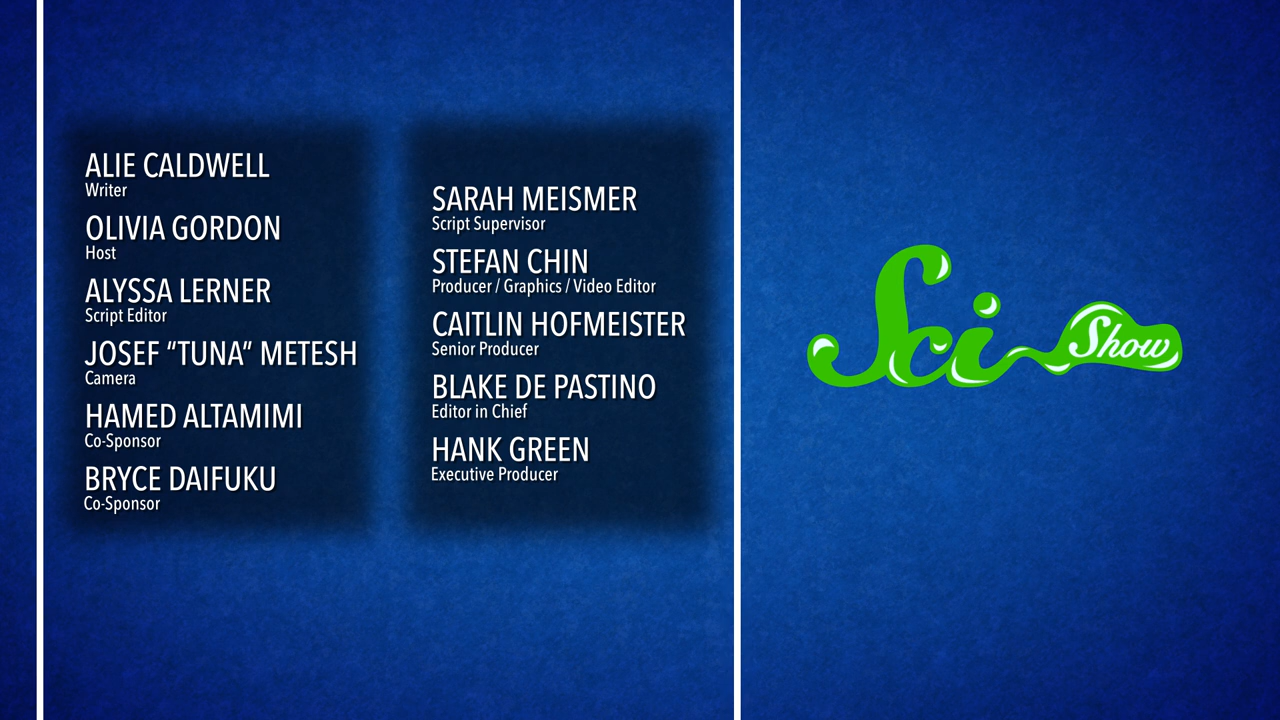 ALIE CALDWELL
Writer
OLIVIA GORDON
Host
ALYSSA LERNER
Script Editor
JOSEF “TUNA” METESH
Camera
HAMED ALTAMIMI
Co-Sponsor
BRYCE DAIFUKU
Co-Sponsor
SARAH MEISMER
Script Supervisor
STEFAN CHIN
Producer / Graphics / Video Editor
CAITLIN HOFMEISTER
Senior Producer
BLAKE DE PASTINO
Editor in Chief
HANK GREEN
Executive Producer
Sci Show